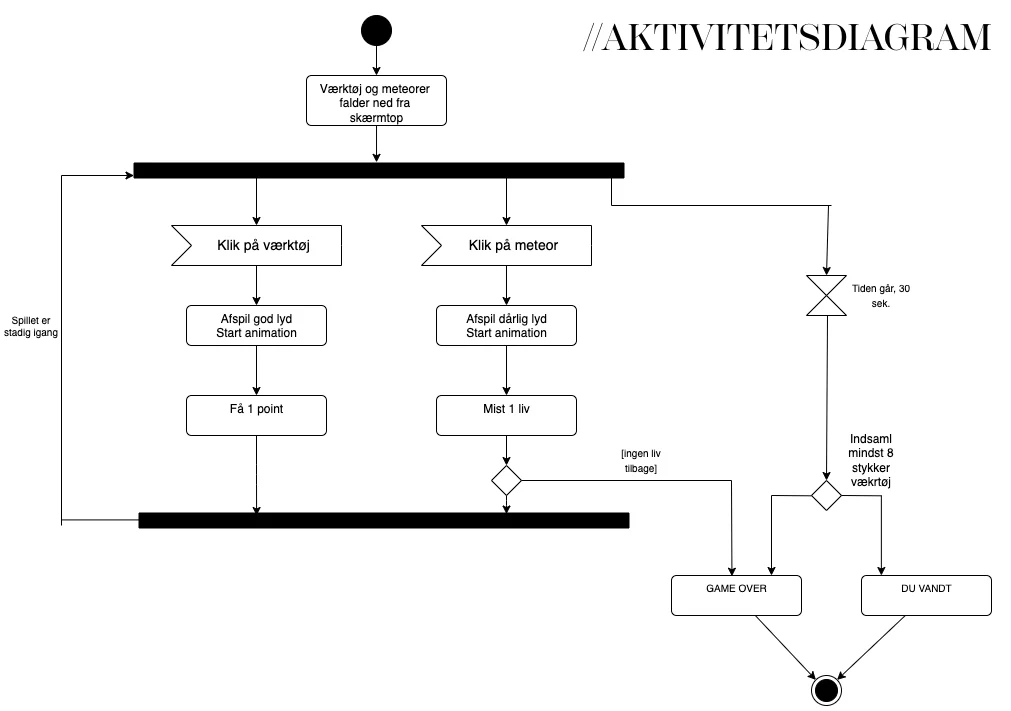 //AKTIVITETSDIAGRAM
Værktøj og meteorer
falder ned fra
skærmtop
Klik på værktøj
Klik på meteor
Tiden går, 30
sek.
Spillet er
stadig igang
Afspil god lyd
Start animation
Afspil dårlig lyd
Start animation
Få 1 point
Mist 1 liv
[ingen liv
tilbage]
Indsaml
mindst 8
stykker
vækrtøj
GAME OVER
DU VANDT